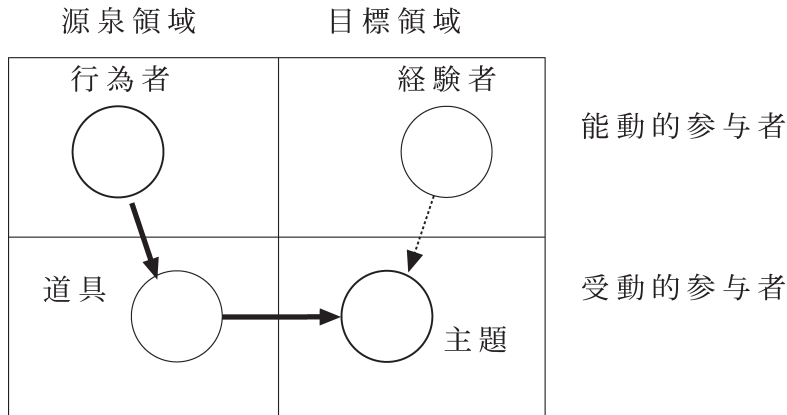 源泉領域 目標領域
行為者 経験者
能動的参与者
道具
受動的参与者
主題